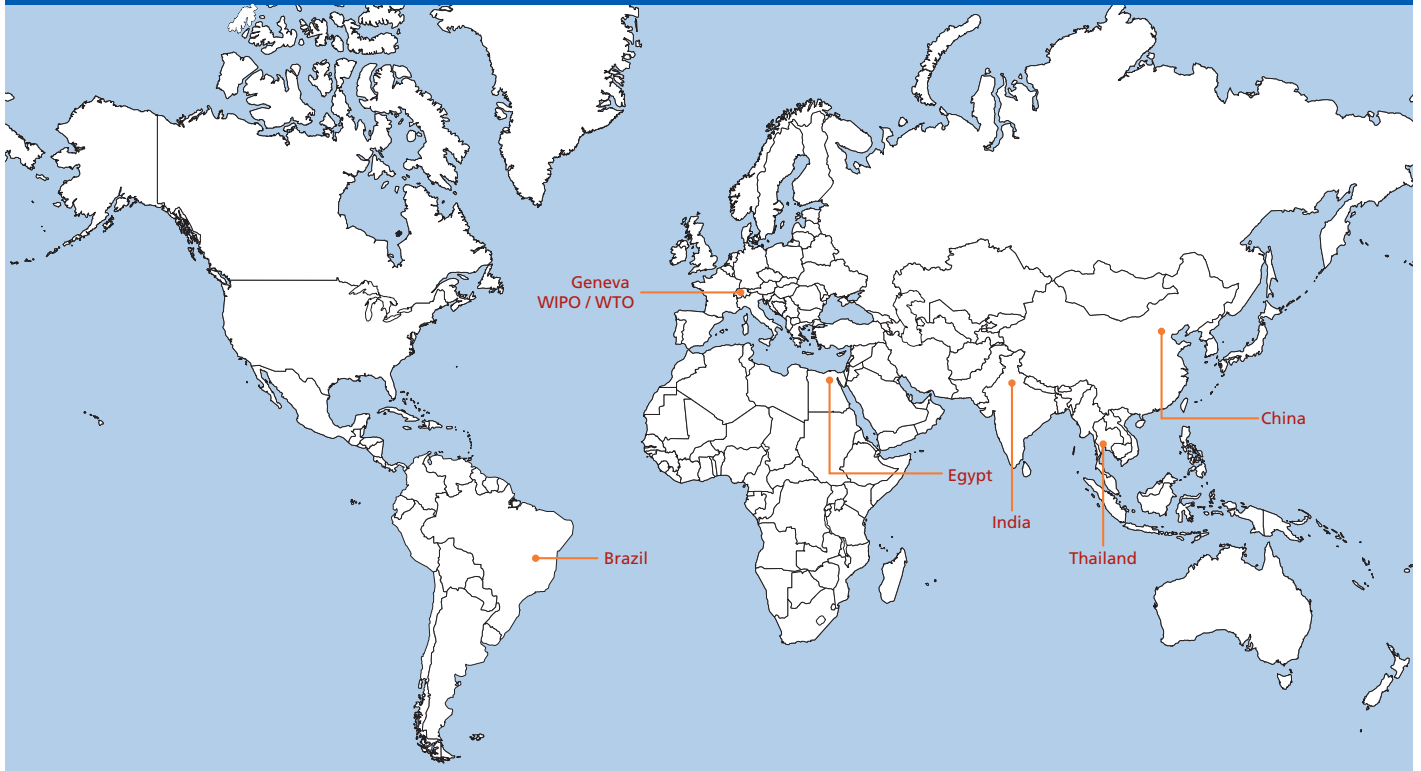 Geneva
WIPO / WTO
China
Egypt
India
Brazil
Thailand